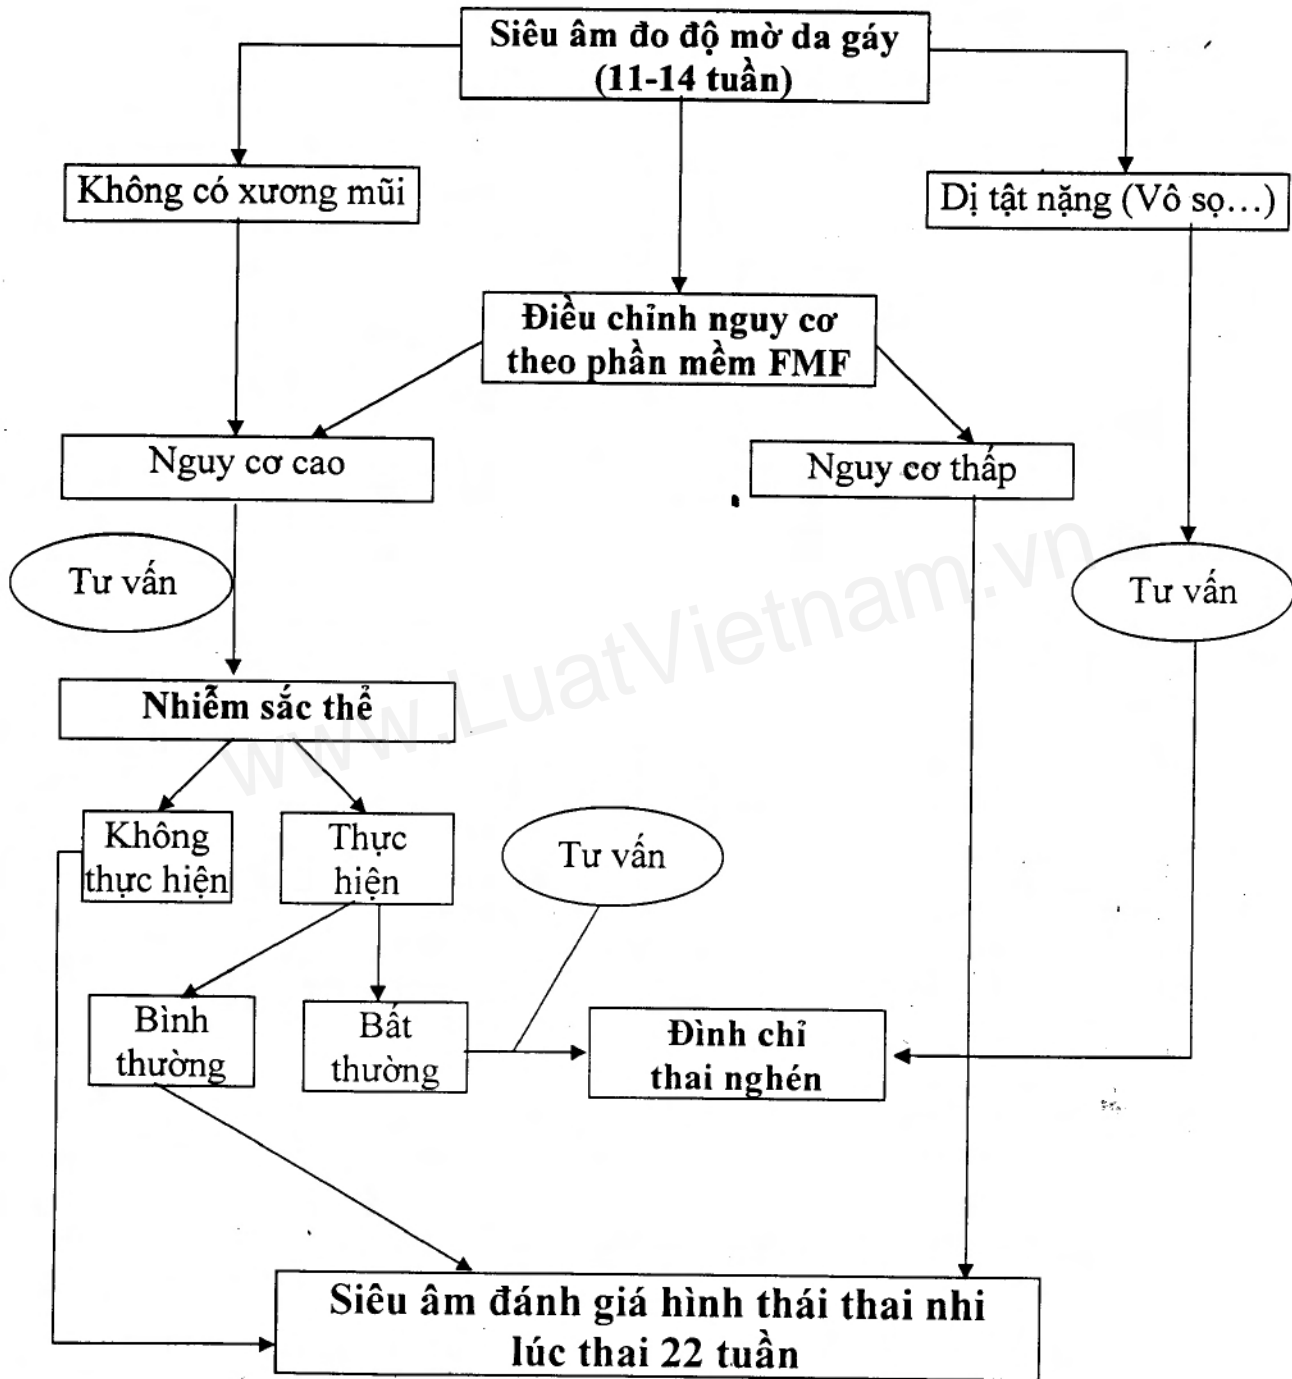 Siêu âm đo độ mờ da gáy
(11-14 tuần)
Không có xương mũi
Dị tật nặng (Vô sọ...)
Điều chỉnh nguy cơ
theo phần mềm FMF
Nguy cơ cao
Nguy cơ thấp
Tư vấn
Tư vấn
Nhiễm sắc thể
Không
thực hiện
Thực
hiện
Tư vấn
Bình
thường
Bất
thường
Đình chỉ
thai nghén
Siêu âm đánh giá hình thái thai nhi
lúc thai 22 tuần
www.LuatVietnam.vn